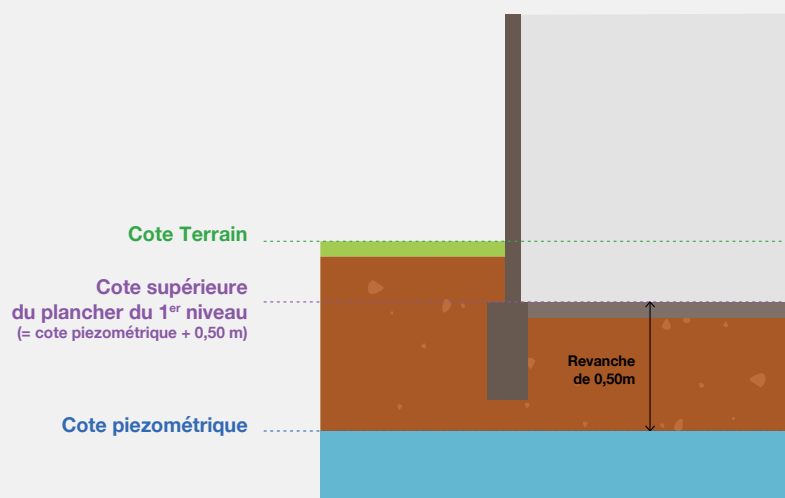 Cote Terrain
Cote supérieure
du plancher du 1er niveau
(= cote piezométrique + 0,50 m)
Revanche
de 0,50m
Cote piezométrique